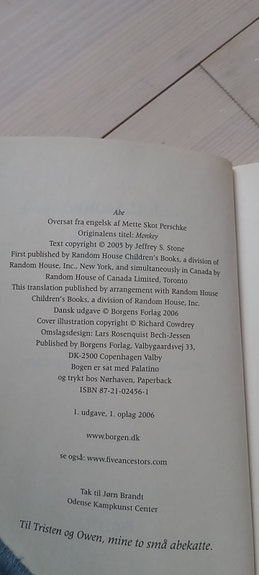 Abe
Oversat fra engelsk af Mette Skot Perschke
Originalens titel: Monkey
Text copyright © 2005 by Jeffrey S. Stone
First published by Random House Children's Books, a division of
Random House, Inc., New York, and simultaneously in Canada by
Random House of Canada Limited, Toronto
This translation published by arrangement with Random House
Children's Books, a division of Random House, Inc.
Dansk udgave © Borgens Forlag 2006
Cover illustration copyright © Richard Cowdrey
Omslagsdesign: Lars Rosenquist Bech-Jessen
Published by Borgens Forlag, Valbygaardsvej 33,
DK-2500 Copenhagen Valby
Bogen er sat med Palatino
og trykt hos Nørhaven, Paperback
ISBN 87-21-02456-1
1. udgave, 1. oplag 2006
www.borgen.dk
se også: www.fiveancestors.com
Tak til Jørn Brandt
Odense Kampkunst Center
Til Tristen og Owen, mine to små abekatte.